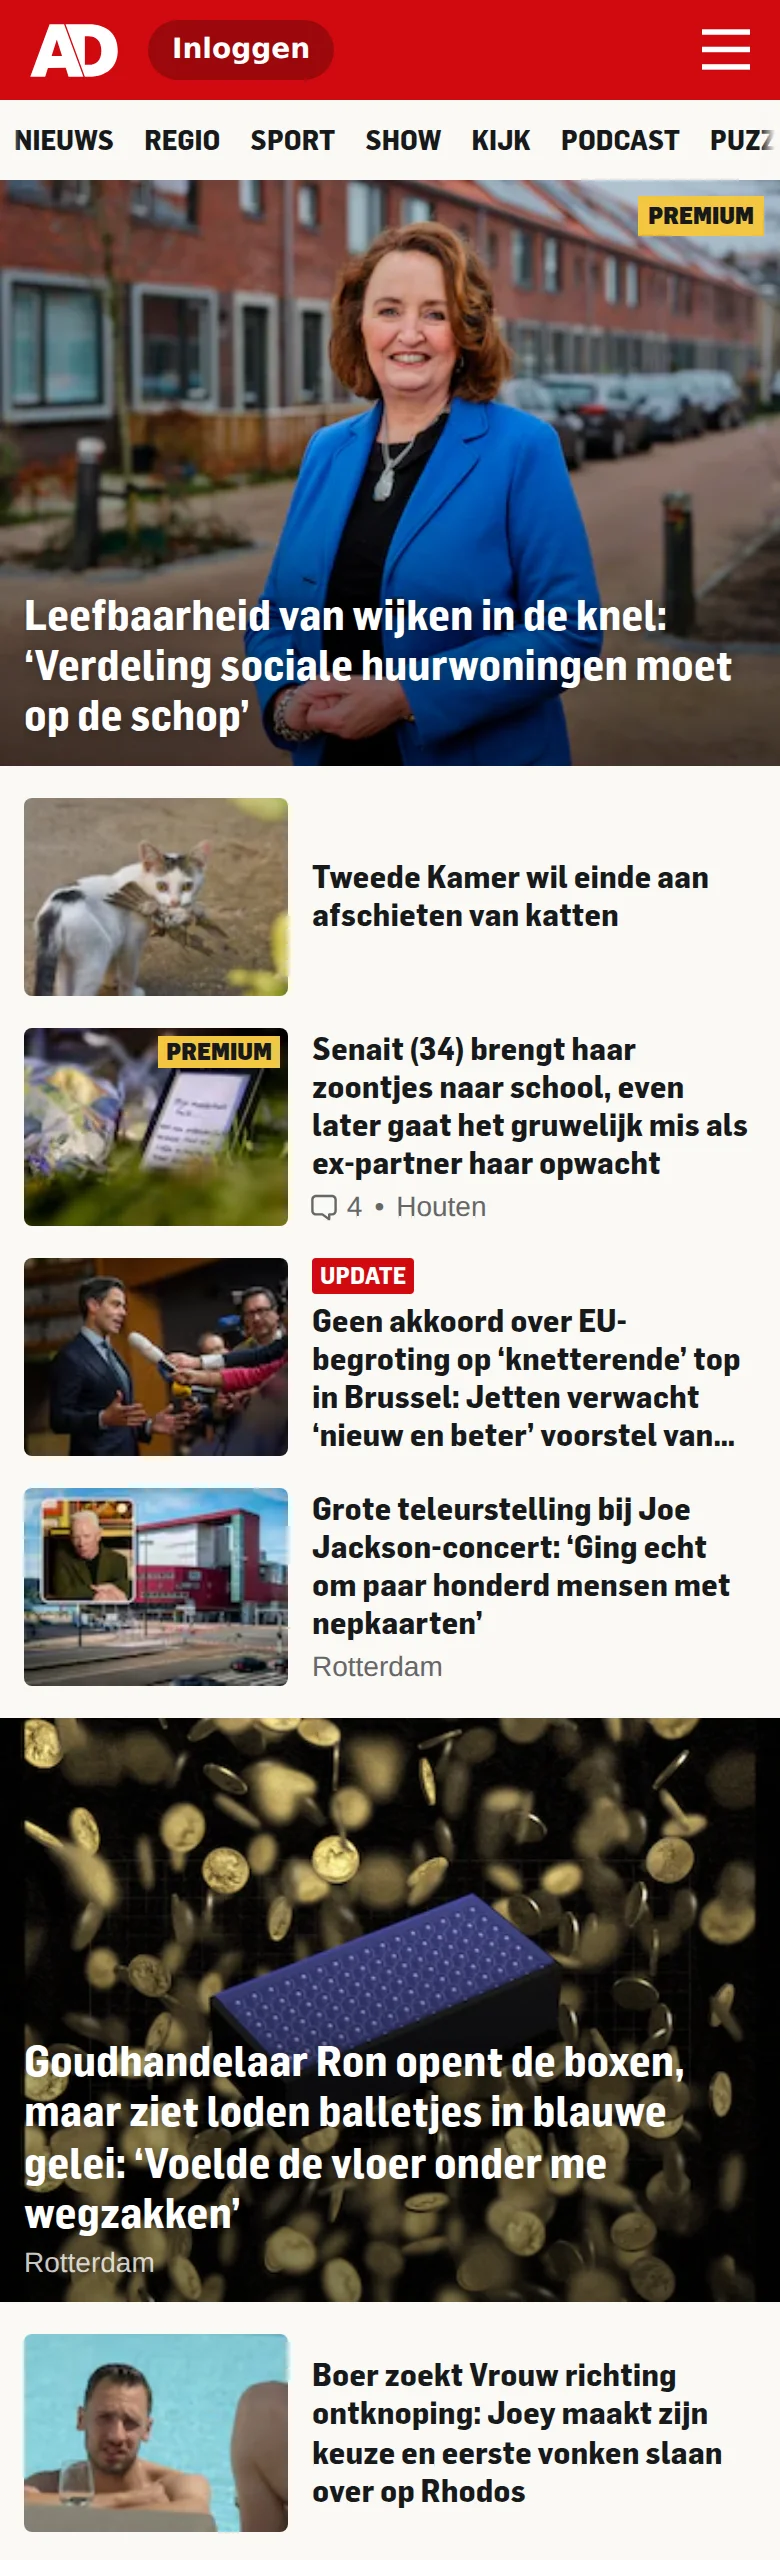 AD
Inloggen
NIEUWS REGIO SPORT SHOW KIJK PODCAST PUZZ
PREMIUM
Leefbaarheid van wijken in de knel:
‘Verdeling sociale huurwoningen moet
op de schop’
Tweede Kamer wil einde aan
afschieten van katten
PREMIUM
Senait (34) brengt haar
zoontjes naar school, even
later gaat het gruwelijk mis als
ex-partner haar opwacht
4 • Houten
UPDATE
Geen akkoord over EU-
begroting op ‘knetterende’ top
in Brussel: Jetten verwacht
‘nieuw en beter’ voorstel van...
Grote teleurstelling bij Joe
Jackson-concert: ‘Ging echt
om paar honderd mensen met
nepkaarten’
Rotterdam
Goudhandelaar Ron opent de boxen,
maar ziet loden balletjes in blauwe
gelei: ‘Voelde de vloer onder me
wegzakken’
Rotterdam
Boer zoekt Vrouw richting
ontknoping: Joey maakt zijn
keuze en eerste vonken slaan
over op Rhodos